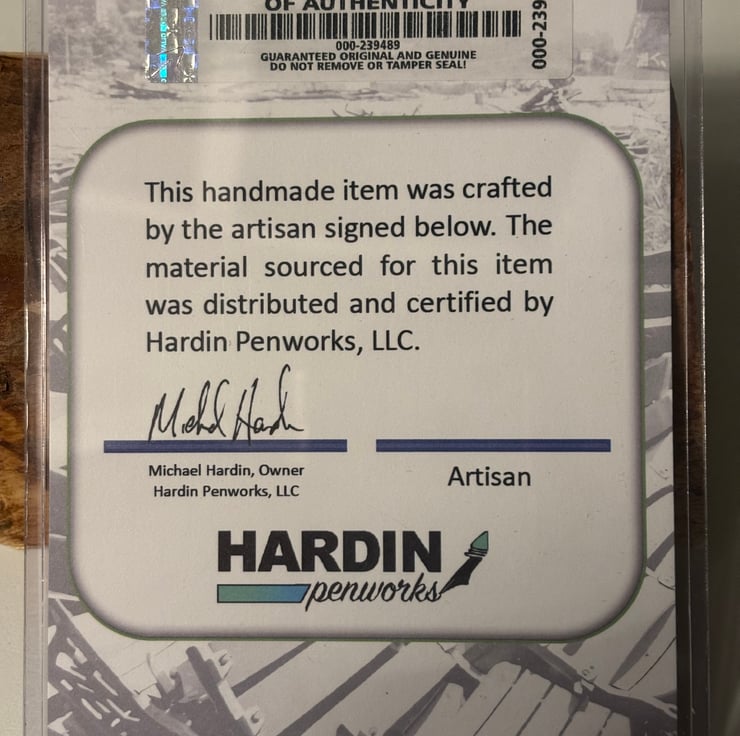 OF AUTHENTICITY
000-239489
GUARANTEED ORIGINAL AND GENUINE
DO NOT REMOVE OR TAMPER SEAL!
000-239
This handmade item was crafted
by the artisan signed below. The
material sourced for this item
was distributed and certified by
Hardin Penworks, LLC.
Michael Hardin, Owner
Hardin Penworks, LLC
Artisan
HARDIN
penworks